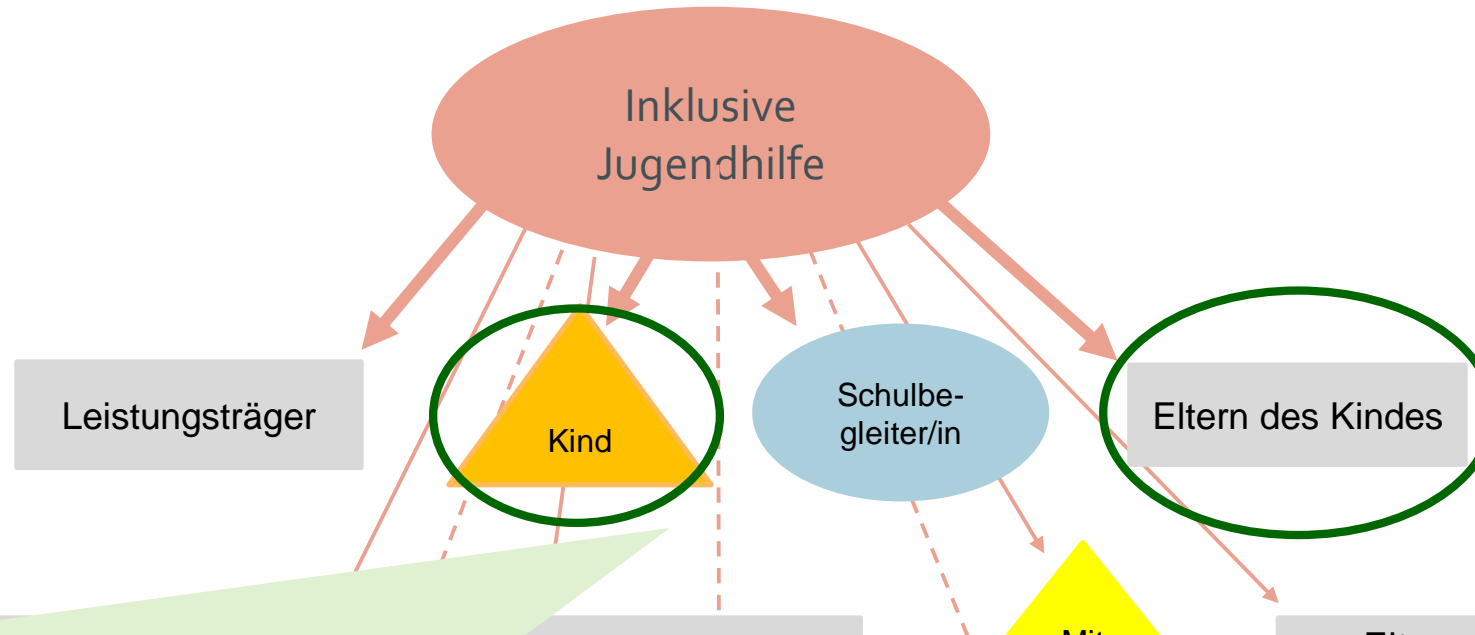 Inklusive
Jugendhilfe
Leistungsträger
Kind
Schulbe-
gleiter/in
Eltern des Kindes